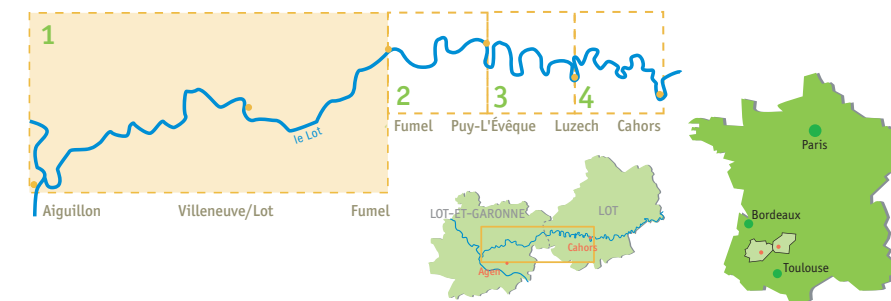 1
2
3
4
le Lot
Fumel
Puy-L'Évêque
Luzech
Cahors
Aiguillon
Villeneuve/Lot
Fumel
LOT-ET-GARONNE
LOT
Cahors
Agen
Paris
Bordeaux
Toulouse